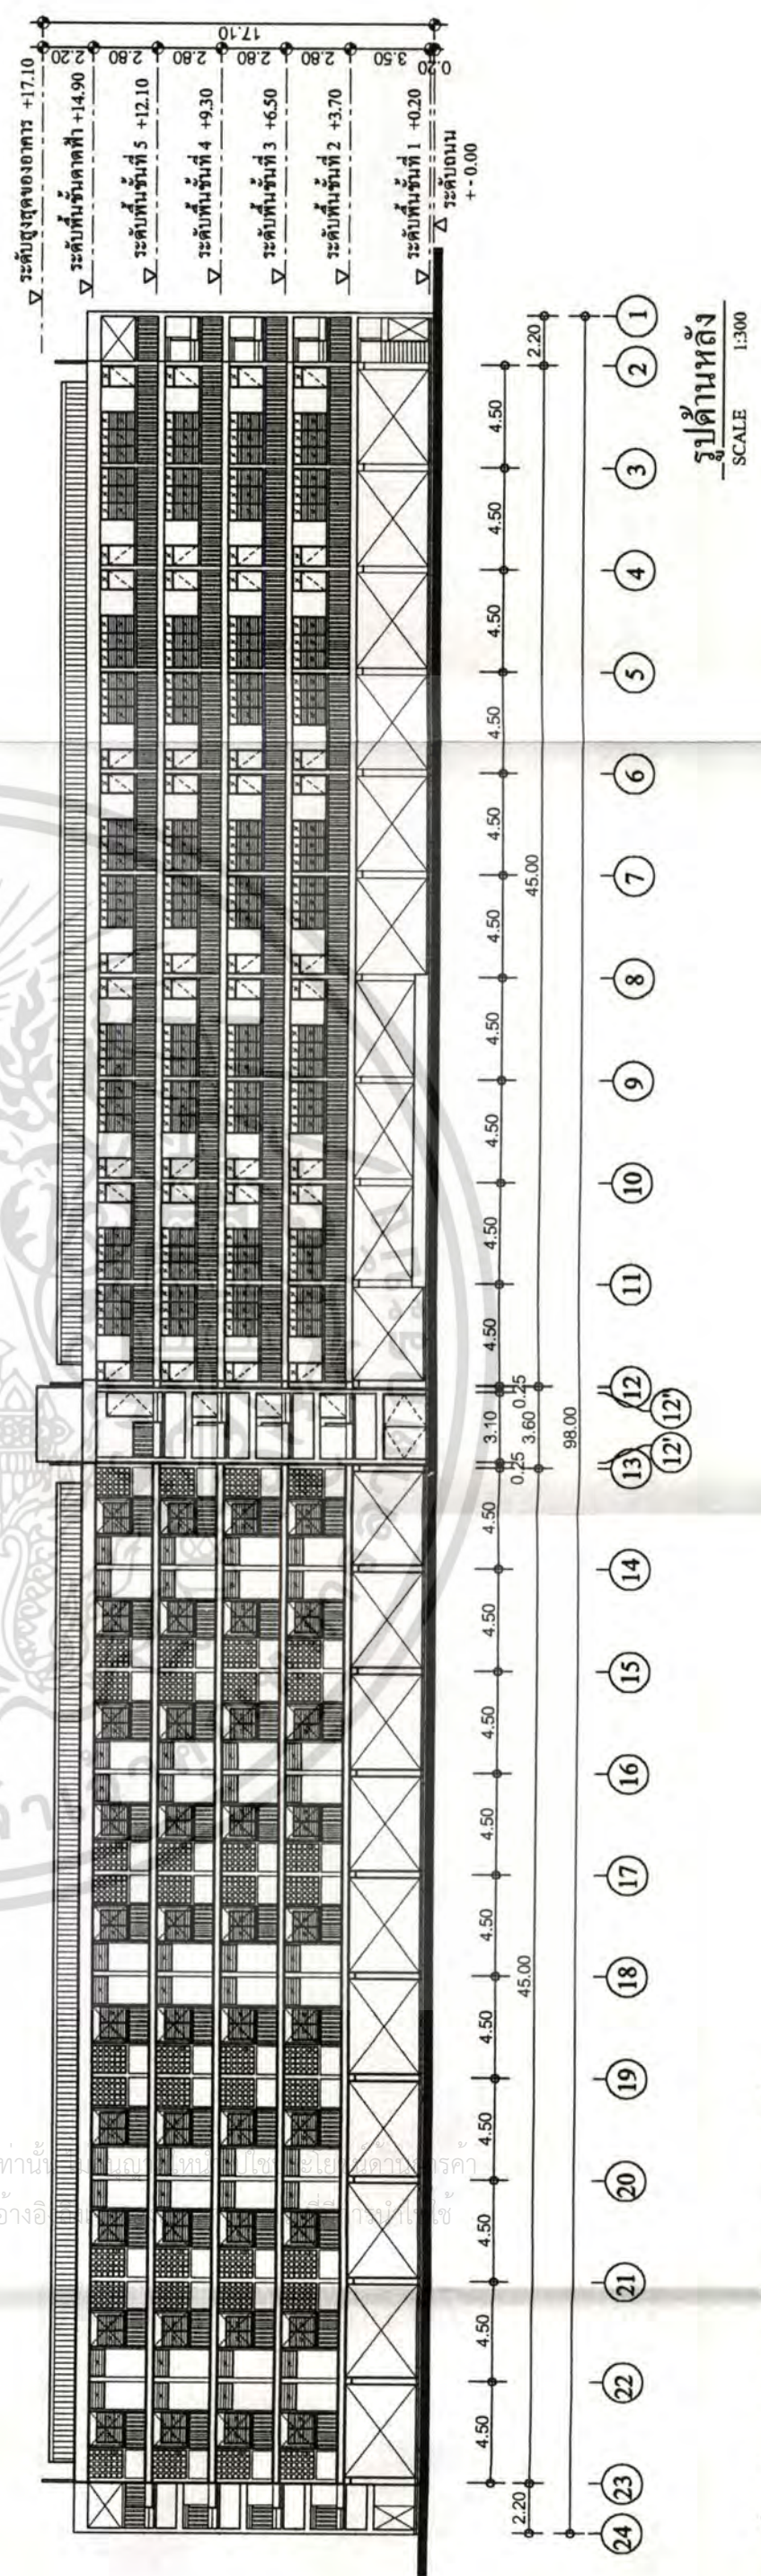 ระดับสูงสุดของอาคาร +17.10
ระดับพื้นชั้นดาดฟ้า +14.90
ระดับพื้นชั้นที่ 5 +12.10
ระดับพื้นชั้นที่ 4 +9.30
ระดับพื้นชั้นที่ 3 +6.50
ระดับพื้นชั้นที่ 2 +3.70
ระดับพื้นชั้นที่ 1 +0.20
ระดับถนน
+-0.00
17.10
2.20 2.80 2.80 2.80 2.80 3.50 0.20
4.50 4.50 4.50 4.50 4.50 4.50 4.50 4.50 4.50 4.50 0.25 3.10 0.25 4.50 4.50 4.50 4.50 4.50 4.50 4.50 4.50 4.50 4.50
2.20 45.00 3.60 45.00 2.20
98.00
24 23 22 21 20 19 18 17 16 15 14 13 12' 12" 12 11 10 9 8 7 6 5 4 3 2 1
รูปด้านหลัง
SCALE 1:300